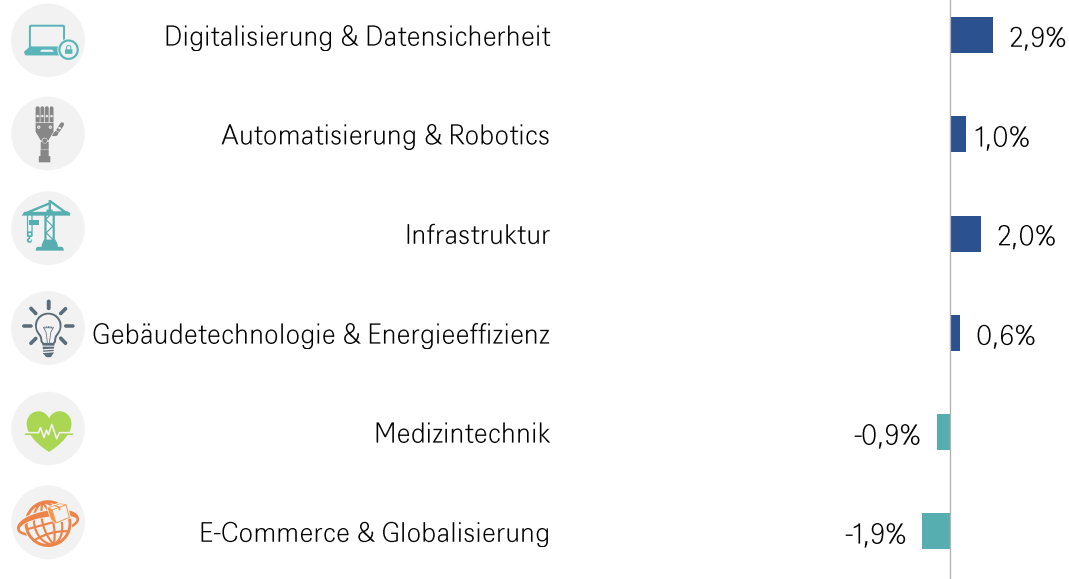 Digitalisierung & Datensicherheit 2,9%
Automatisierung & Robotics 1,0%
Infrastruktur 2,0%
Gebäudetechnologie & Energieeffizienz 0,6%
Medizintechnik -0,9%
E-Commerce & Globalisierung -1,9%